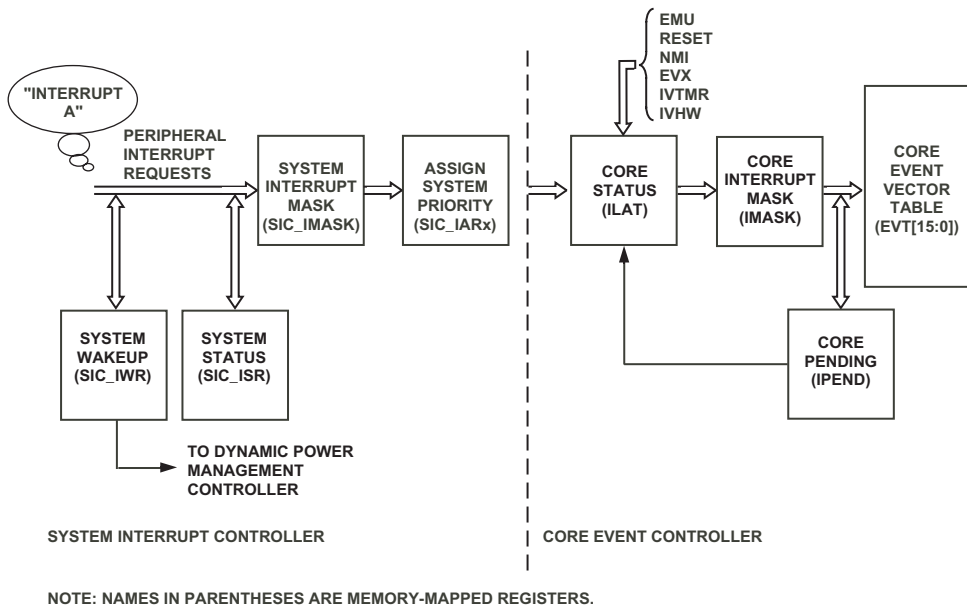 EMU
RESET
NMI
EVX
IVTMR
IVHW
"INTERRUPT
A"
PERIPHERAL
INTERRUPT
REQUESTS
SYSTEM
INTERRUPT
MASK
(SIC_IMASK)
ASSIGN
SYSTEM
PRIORITY
(SIC_IARx)
CORE
STATUS
(ILAT)
CORE
INTERRUPT
MASK
(IMASK)
CORE
EVENT
VECTOR
TABLE
(EVT[15:0])
SYSTEM
WAKEUP
(SIC_IWR)
SYSTEM
STATUS
(SIC_ISR)
CORE
PENDING
(IPEND)
TO DYNAMIC POWER
MANAGEMENT
CONTROLLER
SYSTEM INTERRUPT CONTROLLER
CORE EVENT CONTROLLER
NOTE: NAMES IN PARENTHESES ARE MEMORY-MAPPED REGISTERS.